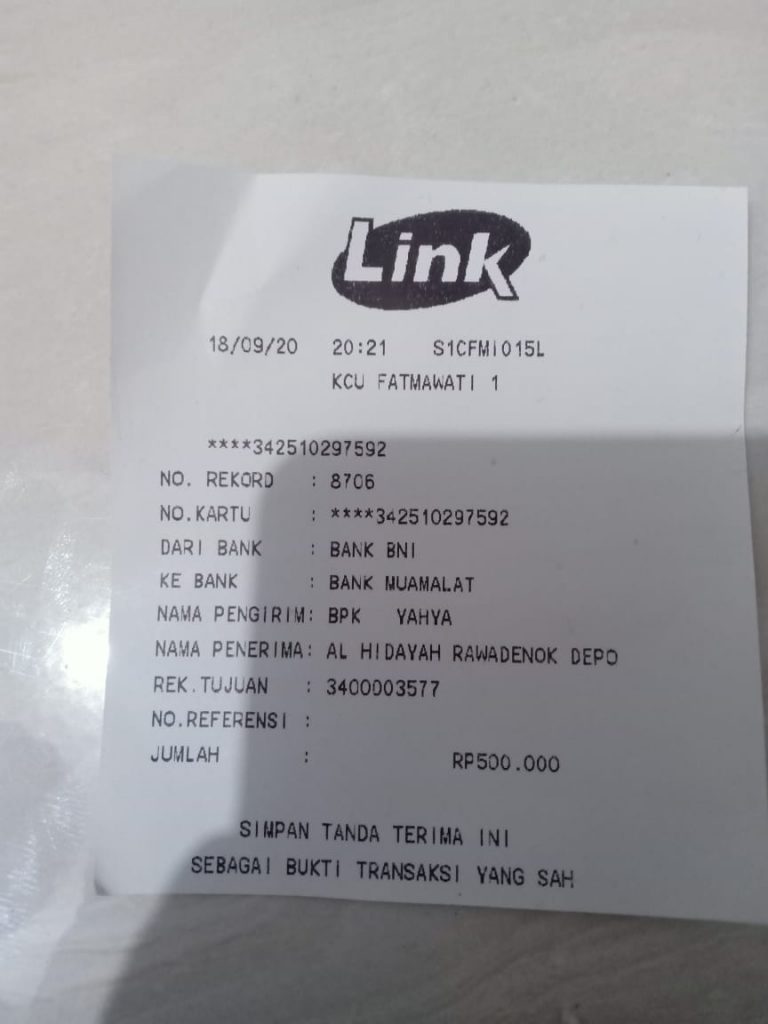 Link
18/09/20 20:21 S1CFMI015L
KCU FATMAWATI 1
****342510297592
NO. REKORD : 8706
NO.KARTU : ****342510297592
DARI BANK : BANK BNI
KE BANK : BANK MUAMALAT
NAMA PENGIRIM: BPK YAHYA
NAMA PENERIMA: AL HIDAYAH RAWADENOK DEPO
REK.TUJUAN : 3400003577
NO.REFERENSI :
JUMLAH : RP500.000
SIMPAN TANDA TERIMA INI
SEBAGAI BUKTI TRANSAKSI YANG SAH